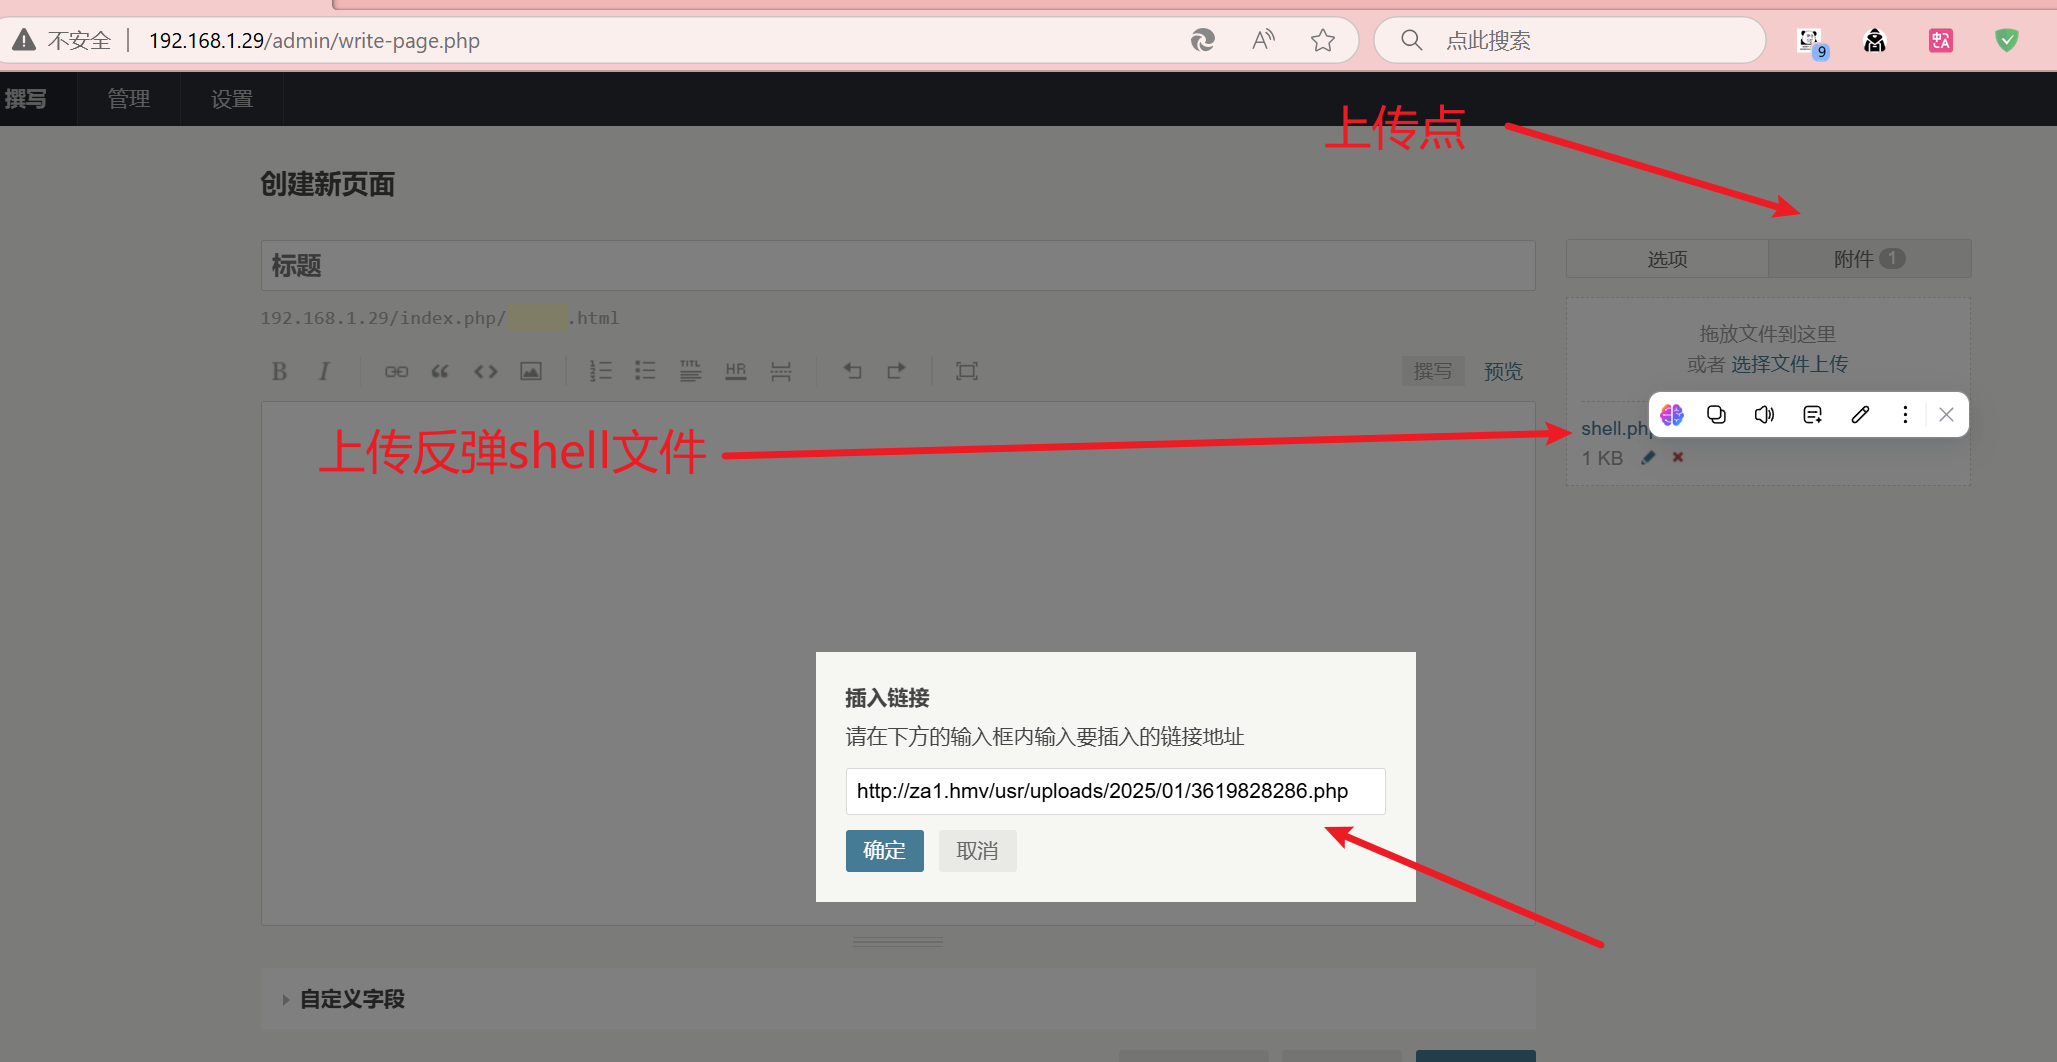 不安全 192.168.1.29/admin/write-page.php 点此搜索 9
撰写 管理 设置
上传点
创建新页面
标题
选项 附件 1
192.168.1.29/index.php/ .html
拖放文件到这里
或者 选择文件上传
B I TITL HR 撰写 预览
上传反弹shell文件
shell.ph
1 KB
插入链接
请在下方的输入框内输入要插入的链接地址
http://za1.hmv/usr/uploads/2025/01/3619828286.php
确定 取消
自定义字段